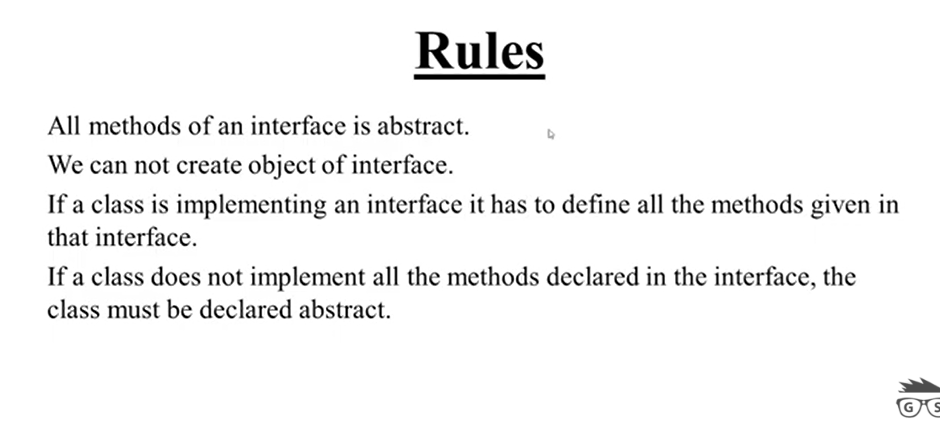 Rules
All methods of an interface is abstract.
We can not create object of interface.
If a class is implementing an interface it has to define all the methods given in
that interface.
If a class does not implement all the methods declared in the interface, the
class must be declared abstract.
G S